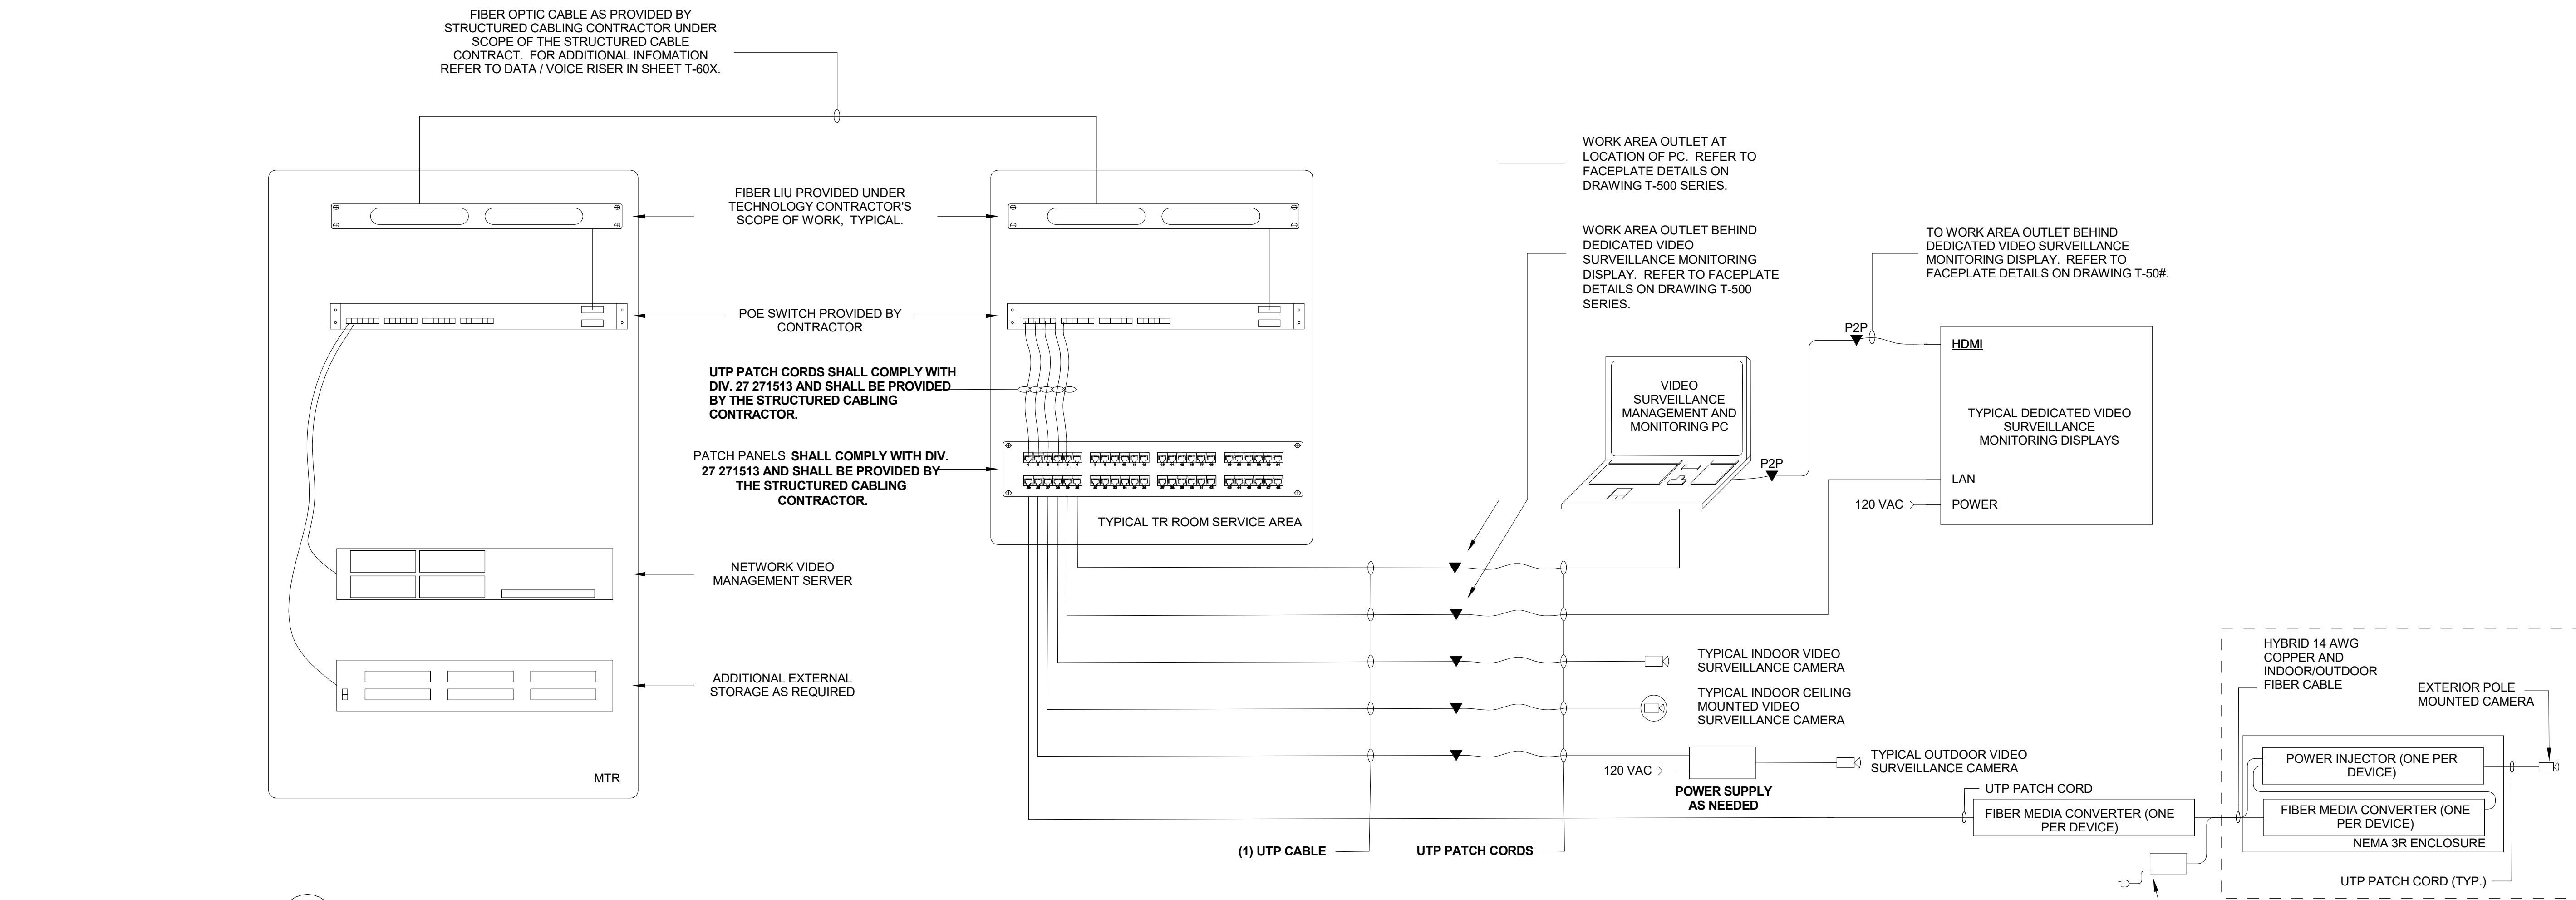 FIBER OPTIC CABLE AS PROVIDED BY
STRUCTURED CABLING CONTRACTOR UNDER
SCOPE OF THE STRUCTURED CABLE
CONTRACT. FOR ADDITIONAL INFOMATION
REFER TO DATA / VOICE RISER IN SHEET T-60X.
FIBER LIU PROVIDED UNDER
TECHNOLOGY CONTRACTOR'S
SCOPE OF WORK, TYPICAL.
POE SWITCH PROVIDED BY
CONTRACTOR
UTP PATCH CORDS SHALL COMPLY WITH
DIV. 27 271513 AND SHALL BE PROVIDED
BY THE STRUCTURED CABLING
CONTRACTOR.
PATCH PANELS SHALL COMPLY WITH DIV.
27 271513 AND SHALL BE PROVIDED BY
THE STRUCTURED CABLING
CONTRACTOR.
NETWORK VIDEO
MANAGEMENT SERVER
ADDITIONAL EXTERNAL
STORAGE AS REQUIRED
MTR
TYPICAL TR ROOM SERVICE AREA
WORK AREA OUTLET AT
LOCATION OF PC. REFER TO
FACEPLATE DETAILS ON
DRAWING T-500 SERIES.
WORK AREA OUTLET BEHIND
DEDICATED VIDEO
SURVEILLANCE MONITORING
DISPLAY. REFER TO FACEPLATE
DETAILS ON DRAWING T-500
SERIES.
TO WORK AREA OUTLET BEHIND
DEDICATED VIDEO SURVEILLANCE
MONITORING DISPLAY. REFER TO
FACEPLATE DETAILS ON DRAWING T-50#.
VIDEO
SURVEILLANCE
MANAGEMENT AND
MONITORING PC
P2P
P2P
HDMI
TYPICAL DEDICATED VIDEO
SURVEILLANCE
MONITORING DISPLAYS
LAN
120 VAC
POWER
TYPICAL INDOOR VIDEO
SURVEILLANCE CAMERA
TYPICAL INDOOR CEILING
MOUNTED VIDEO
SURVEILLANCE CAMERA
TYPICAL OUTDOOR VIDEO
SURVEILLANCE CAMERA
120 VAC
POWER SUPPLY
AS NEEDED
(1) UTP CABLE
UTP PATCH CORDS
UTP PATCH CORD
FIBER MEDIA CONVERTER (ONE
PER DEVICE)
HYBRID 14 AWG
COPPER AND
INDOOR/OUTDOOR
FIBER CABLE
EXTERIOR POLE
MOUNTED CAMERA
POWER INJECTOR (ONE PER
DEVICE)
FIBER MEDIA CONVERTER (ONE
PER DEVICE)
NEMA 3R ENCLOSURE
UTP PATCH CORD (TYP.)